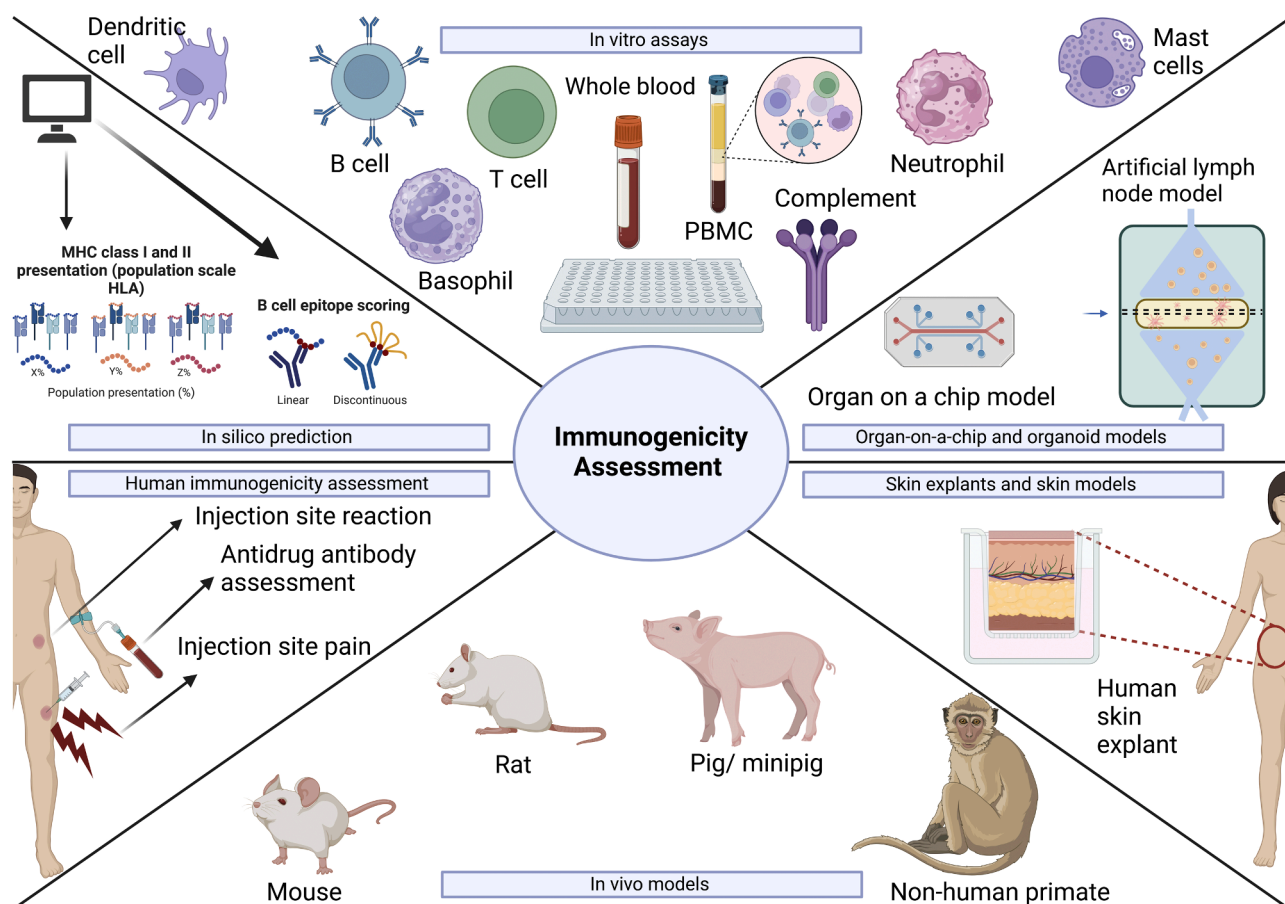 Dendritic
cell
In vitro assays
Mast
cells
Whole blood
B cell
T cell
Neutrophil
Artificial lymph
node model
Complement
PBMC
Basophil
MHC class I and II
presentation (population scale
HLA)
B cell epitope scoring
X%
Y%
Z%
Population presentation (%)
Linear
Discontinuous
Organ on a chip model
In silico prediction
Immunogenicity
Assessment
Organ-on-a-chip and organoid models
Human immunogenicity assessment
Skin explants and skin models
Injection site reaction
Antidrug antibody
assessment
Injection site pain
Human
skin
explant
Rat
Pig/ minipig
Mouse
In vivo models
Non-human primate